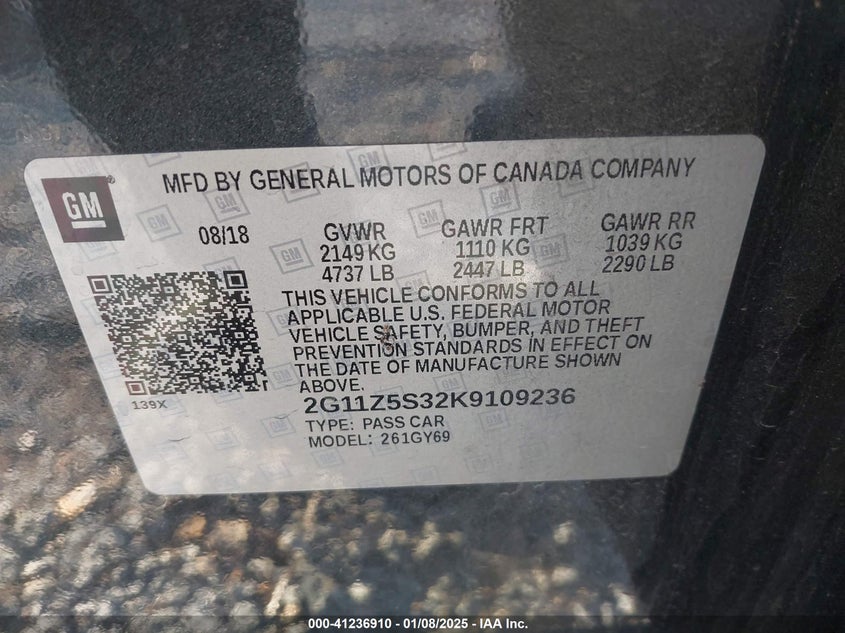 MFD BY GENERAL MOTORS OF CANADA COMPANY
GM
08/18
GVWR
2149 KG
4737 LB
GAWR FRT
1110 KG
2447 LB
GAWR RR
1039 KG
2290 LB
THIS VEHICLE CONFORMS TO ALL
APPLICABLE U.S. FEDERAL MOTOR
VEHICLE SAFETY, BUMPER, AND THEFT
PREVENTION STANDARDS IN EFFECT ON
THE DATE OF MANUFACTURE SHOWN
ABOVE.
139X
2G11Z5S32K9109236
TYPE: PASS CAR
MODEL: 261GY69
000-41236910 - 01/08/2025 - IAA Inc.